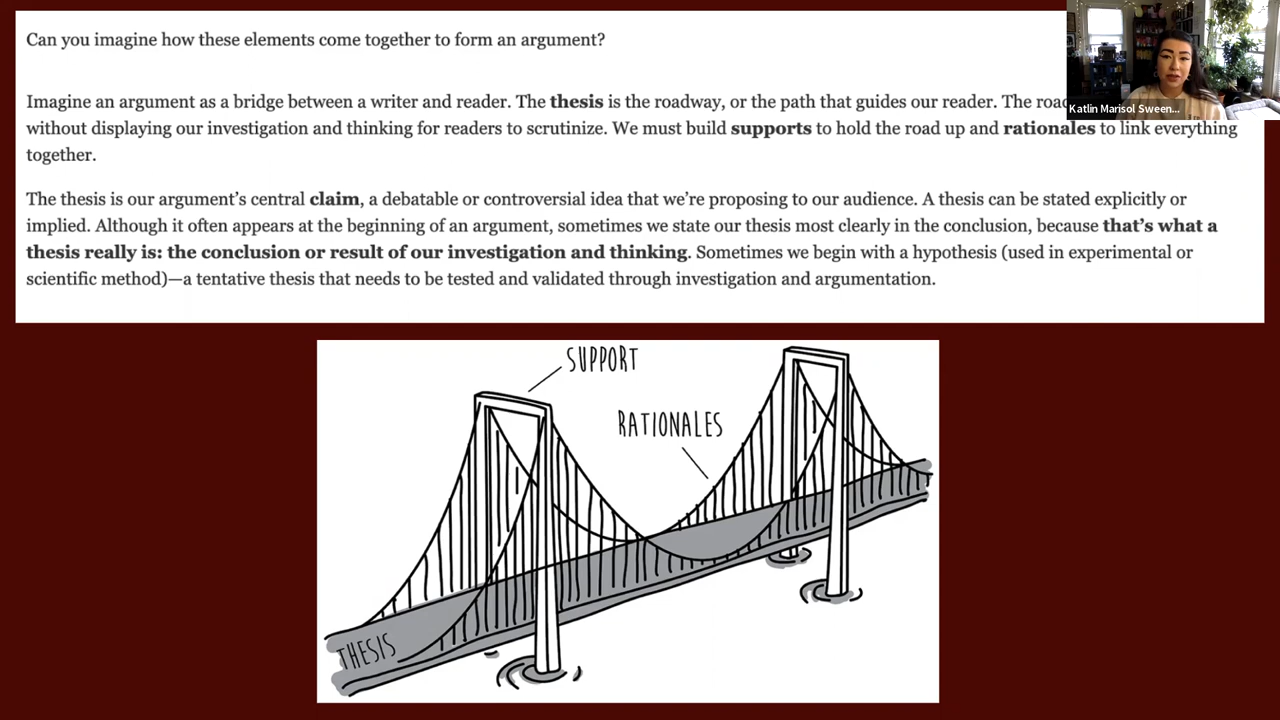 Can you imagine how these elements come together to form an argument?
Imagine an argument as a bridge between a writer and reader. The thesis is the roadway, or the path that guides our reader. The
without displaying our investigation and thinking for readers to scrutinize. We must build supports to hold the road up and rationales to link everything
together.
The thesis is our argument's central claim, a debatable or controversial idea that we're proposing to our audience. A thesis can be stated explicitly or
implied. Although it often appears at the beginning of an argument, sometimes we state our thesis most clearly in the conclusion, because that's what a
thesis really is: the conclusion or result of our investigation and thinking. Sometimes we begin with a hypothesis (used in experimental or
scientific method)—a tentative thesis that needs to be tested and validated through investigation and argumentation.
Katlin Marisol Sween...
SUPPORT
RATIONALES
THESIS